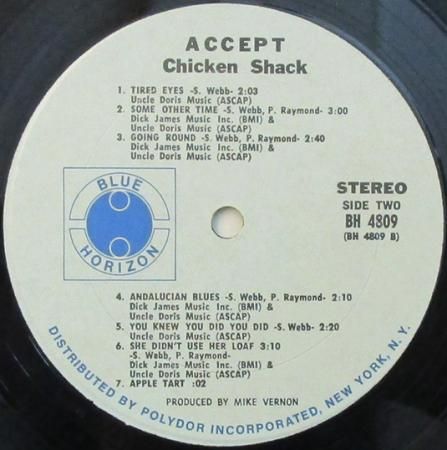 ACCEPT
Chicken Shack
1. TIRED EYES -S. Webb- 2:03
Uncle Doris Music (ASCAP)
2. SOME OTHER TIME -S. Webb, P. Raymond- 3:00
Dick James Music Inc. (BMI) &
Uncle Doris Music (ASCAP)
3. GOING ROUND -S. Webb, P. Raymond- 2:40
Dick James Music Inc. (BMI) &
Uncle Doris Music (ASCAP)
BLUE
HORIZON
STEREO
SIDE TWO
BH 4809
(BH 4809 B)
4. ANDALUCIAN BLUES -S. Webb, P. Raymond- 2:10
Dick James Music Inc. (BMI) &
Uncle Doris Music (ASCAP)
5. YOU KNEW YOU DID YOU DID -S. Webb- 2:20
Uncle Doris Music (ASCAP)
6. SHE DIDN'T USE HER LOAF 3:10
-S. Webb, P. Raymond-
Dick James Music Inc. (BMI) &
Uncle Doris Music (ASCAP)
7. APPLE TART :02
PRODUCED BY MIKE VERNON
DISTRIBUTED BY POLYDOR INCORPORATED, NEW YORK, N.Y.